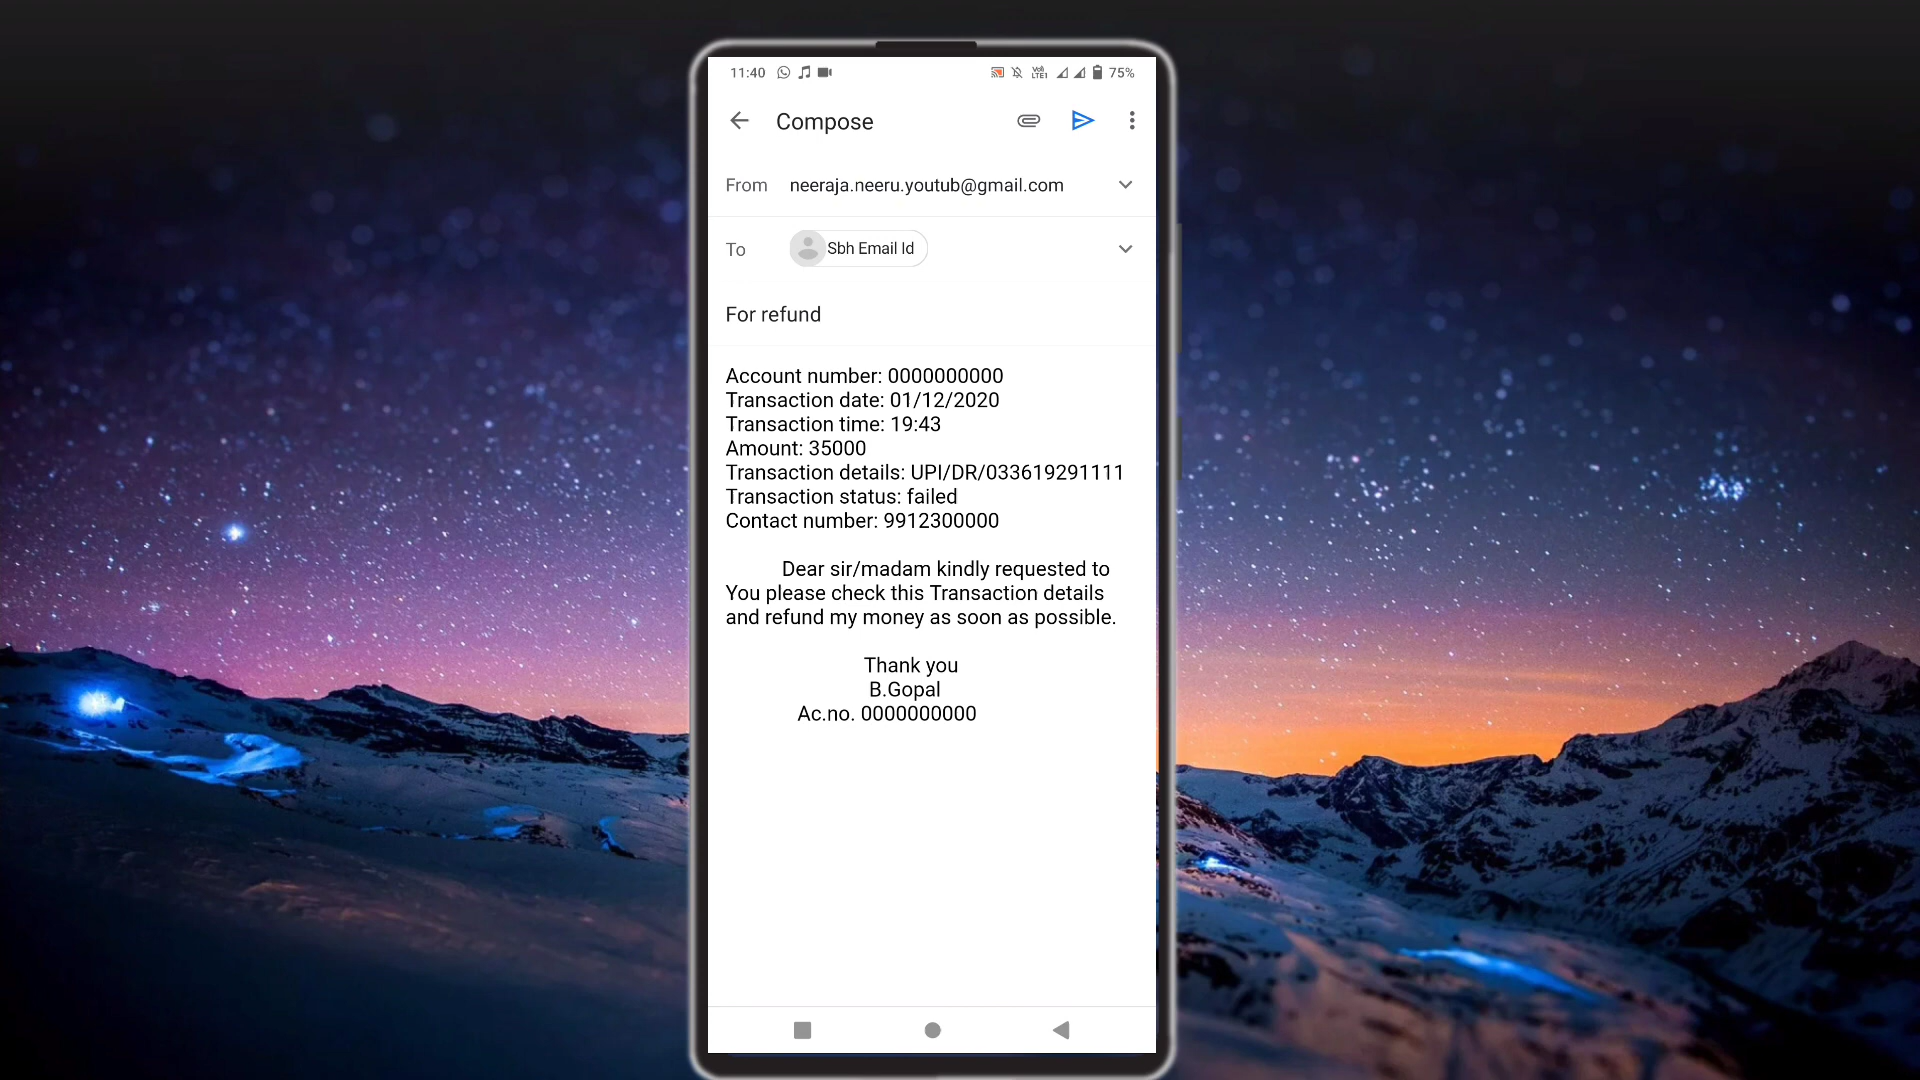 11:40
75%
Compose
From neeraja.neeru.youtub@gmail.com
To Sbh Email Id
For refund
Account number: 0000000000
Transaction date: 01/12/2020
Transaction time: 19:43
Amount: 35000
Transaction details: UPI/DR/033619291111
Transaction status: failed
Contact number: 9912300000
Dear sir/madam kindly requested to
You please check this Transaction details
and refund my money as soon as possible.
Thank you
B.Gopal
Ac.no. 0000000000